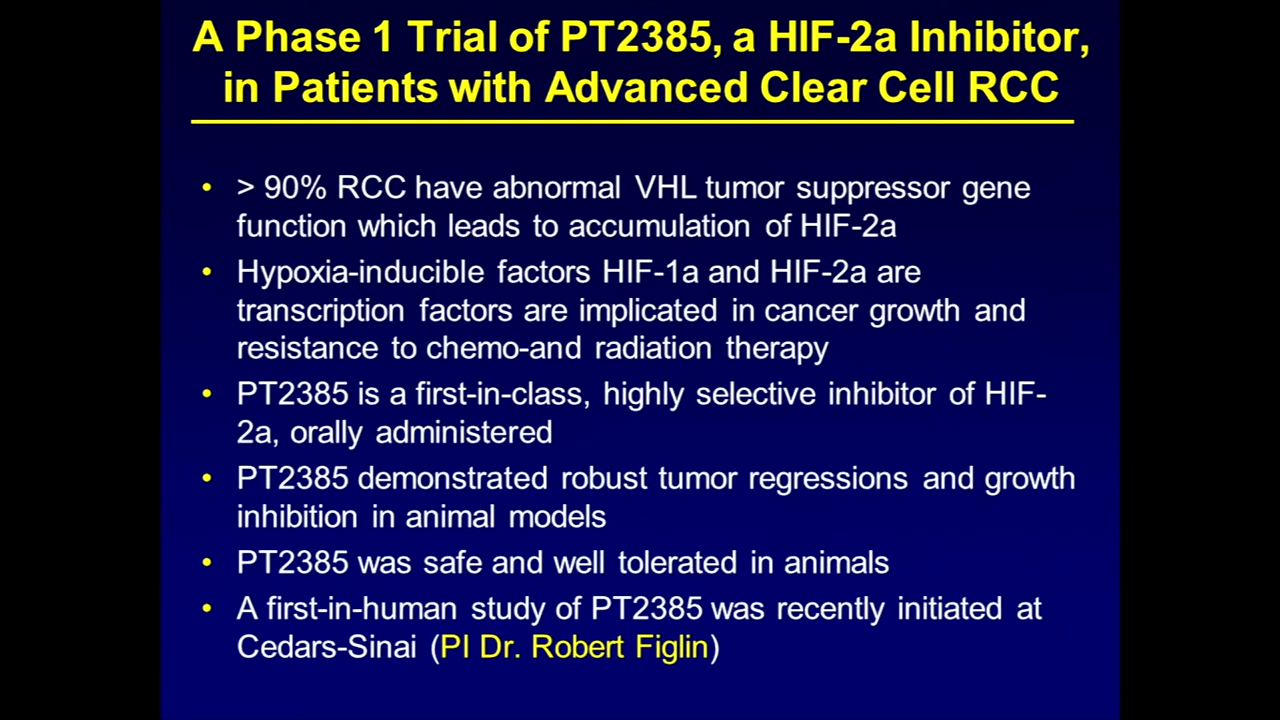 A Phase 1 Trial of PT2385, a HIF-2a Inhibitor,
in Patients with Advanced Clear Cell RCC
• > 90% RCC have abnormal VHL tumor suppressor gene
function which leads to accumulation of HIF-2a
• Hypoxia-inducible factors HIF-1a and HIF-2a are
transcription factors are implicated in cancer growth and
resistance to chemo-and radiation therapy
• PT2385 is a first-in-class, highly selective inhibitor of HIF-
2a, orally administered
• PT2385 demonstrated robust tumor regressions and growth
inhibition in animal models
• PT2385 was safe and well tolerated in animals
• A first-in-human study of PT2385 was recently initiated at
Cedars-Sinai (PI Dr. Robert Figlin)